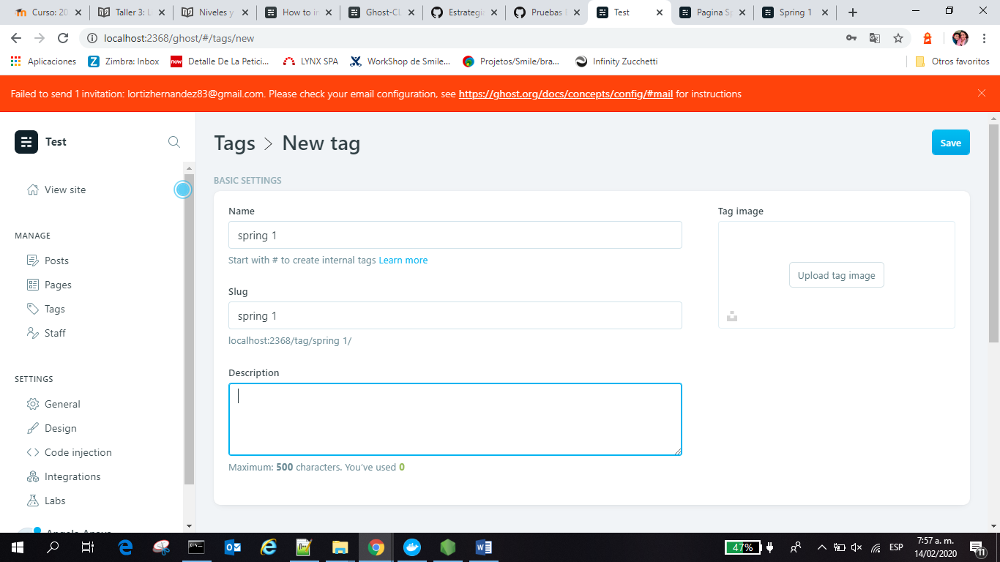 Curso: 20
Taller 3: L
Niveles y
How to in
Ghost-CL
Estrategia
Pruebas E
Test
Pagina Sp
Spring 1
localhost:2368/ghost/#/tags/new
Aplicaciones
Zimbra: Inbox
now
Detalle De La Petici...
LYNX SPA
WorkShop de Smile...
Projetos/Smile/bra...
Infinity Zucchetti
Otros favoritos
Failed to send 1 invitation: lortizhernandez83@gmail.com. Please check your email configuration, see https://ghost.org/docs/concepts/config/#mail for instructions
Test
Tags > New tag
Save
View site
BASIC SETTINGS
Name
Tag image
spring 1
MANAGE
Start with # to create internal tags Learn more
Posts
Upload tag image
Pages
Slug
Tags
spring 1
Staff
localhost:2368/tag/spring 1/
Description
SETTINGS
General
Design
Code injection
Maximum: 500 characters. You've used 0
Integrations
Labs
47%
ESP
7:57 a. m.
14/02/2020
11